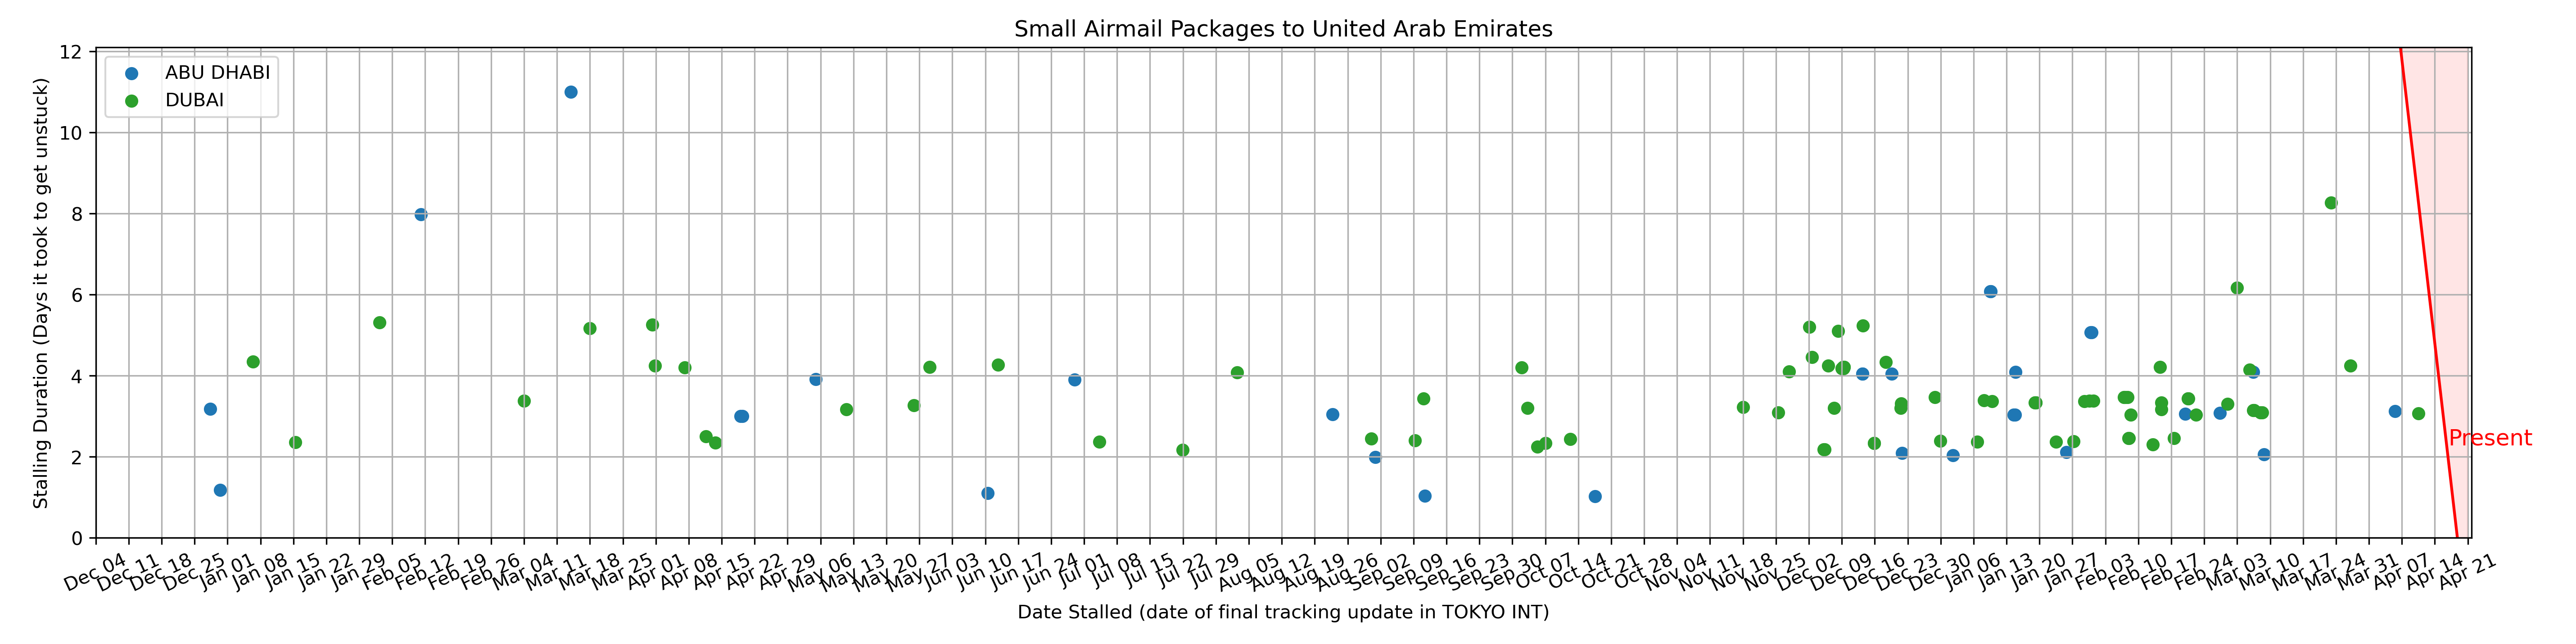 Small Airmail Packages to United Arab Emirates
12
10
8
6
4
2
0
Stalling Duration (Days it took to get unstuck)
ABU DHABI
DUBAI
Present
Dec 04
Dec 11
Dec 18
Dec 25
Jan 01
Jan 08
Jan 15
Jan 22
Jan 29
Feb 05
Feb 12
Feb 19
Feb 26
Mar 04
Mar 11
Mar 18
Mar 25
Apr 01
Apr 08
Apr 15
Apr 22
Apr 29
May 06
May 13
May 20
May 27
Jun 03
Jun 10
Jun 17
Jun 24
Jul 01
Jul 08
Jul 15
Jul 22
Jul 29
Aug 05
Aug 12
Aug 19
Aug 26
Sep 02
Sep 09
Sep 16
Sep 23
Sep 30
Oct 07
Oct 14
Oct 21
Oct 28
Nov 04
Nov 11
Nov 18
Nov 25
Dec 02
Dec 09
Dec 16
Dec 23
Dec 30
Jan 06
Jan 13
Jan 20
Jan 27
Feb 03
Feb 10
Feb 17
Feb 24
Mar 03
Mar 10
Mar 17
Mar 24
Mar 31
Apr 07
Apr 14
Apr 21
Date Stalled (date of final tracking update in TOKYO INT)